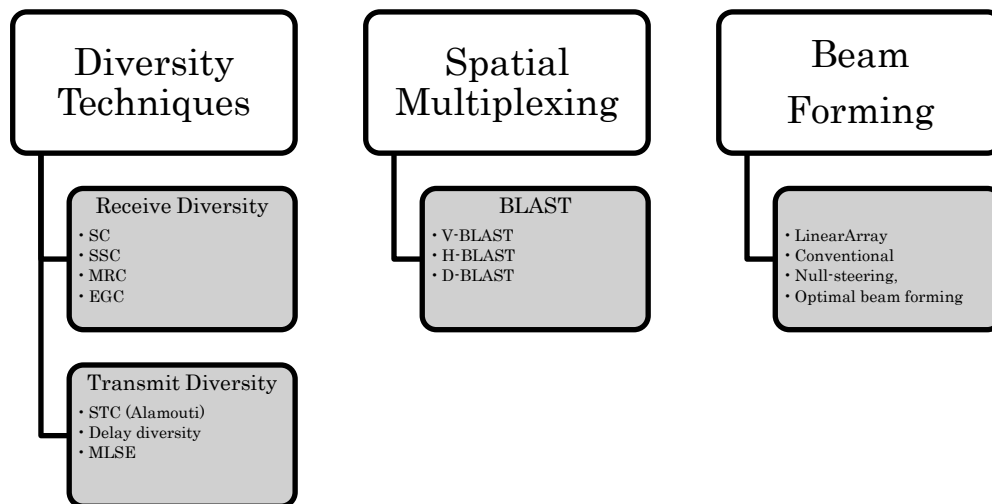 Diversity
Techniques
Receive Diversity
• SC
• SSC
• MRC
• EGC
Transmit Diversity
• STC (Alamouti)
• Delay diversity
• MLSE
Spatial
Multiplexing
BLAST
• V-BLAST
• H-BLAST
• D-BLAST
Beam
Forming
• LinearArray
• Conventional
• Null-steering,
• Optimal beam forming